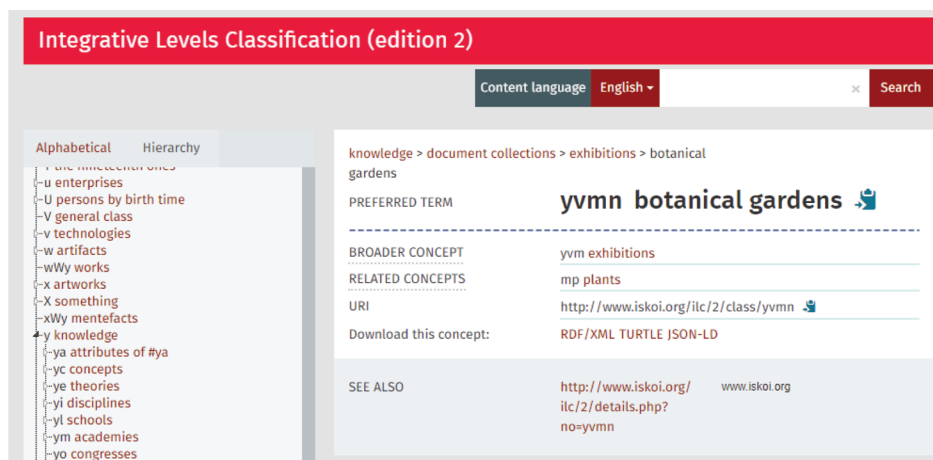 Integrative Levels Classification (edition 2)
Content language English × Search
Alphabetical Hierarchy
u enterprises
U persons by birth time
V general class
v technologies
w artifacts
wWy works
x artworks
X something
xWy mentefacts
y knowledge
ya attributes of #ya
yc concepts
ye theories
yi disciplines
yl schools
ym academies
yo congresses
knowledge > document collections > exhibitions > botanical
gardens
PREFERRED TERM yvmn botanical gardens
BROADER CONCEPT yvm exhibitions
RELATED CONCEPTS mp plants
URI http://www.iskoi.org/ilc/2/class/yvmn
Download this concept: RDF/XML TURTLE JSON-LD
SEE ALSO http://www.iskoi.org/ www.iskoi.org
ilc/2/details.php?
no=yvmn